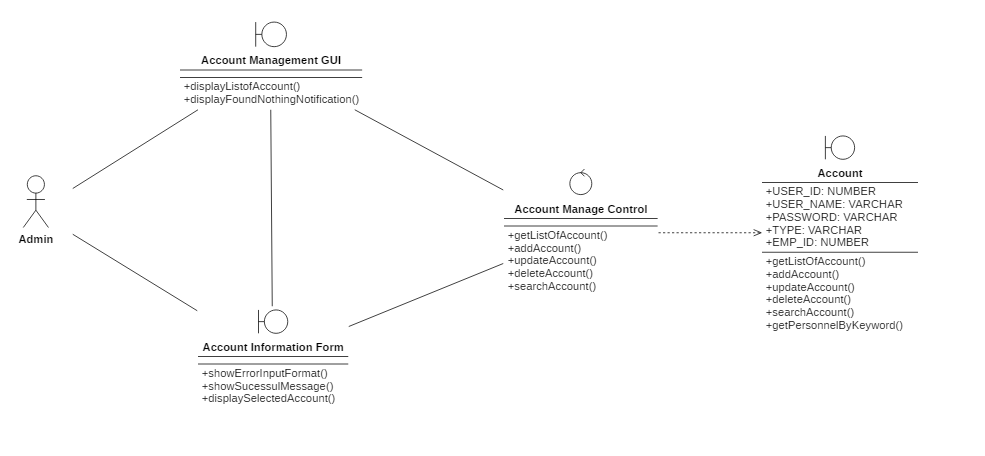 Account Management GUI
+displayListofAccount()
+displayFoundNothingNotification()
Admin
Account Information Form
+showErrorInputFormat()
+showSucessulMessage()
+displaySelectedAccount()
Account Manage Control
+getListOfAccount()
+addAccount()
+updateAccount()
+deleteAccount()
+searchAccount()
Account
+USER_ID: NUMBER
+USER_NAME: VARCHAR
+PASSWORD: VARCHAR
+TYPE: VARCHAR
+EMP_ID: NUMBER
+getListOfAccount()
+addAccount()
+updateAccount()
+deleteAccount()
+searchAccount()
+getPersonnelByKeyword()